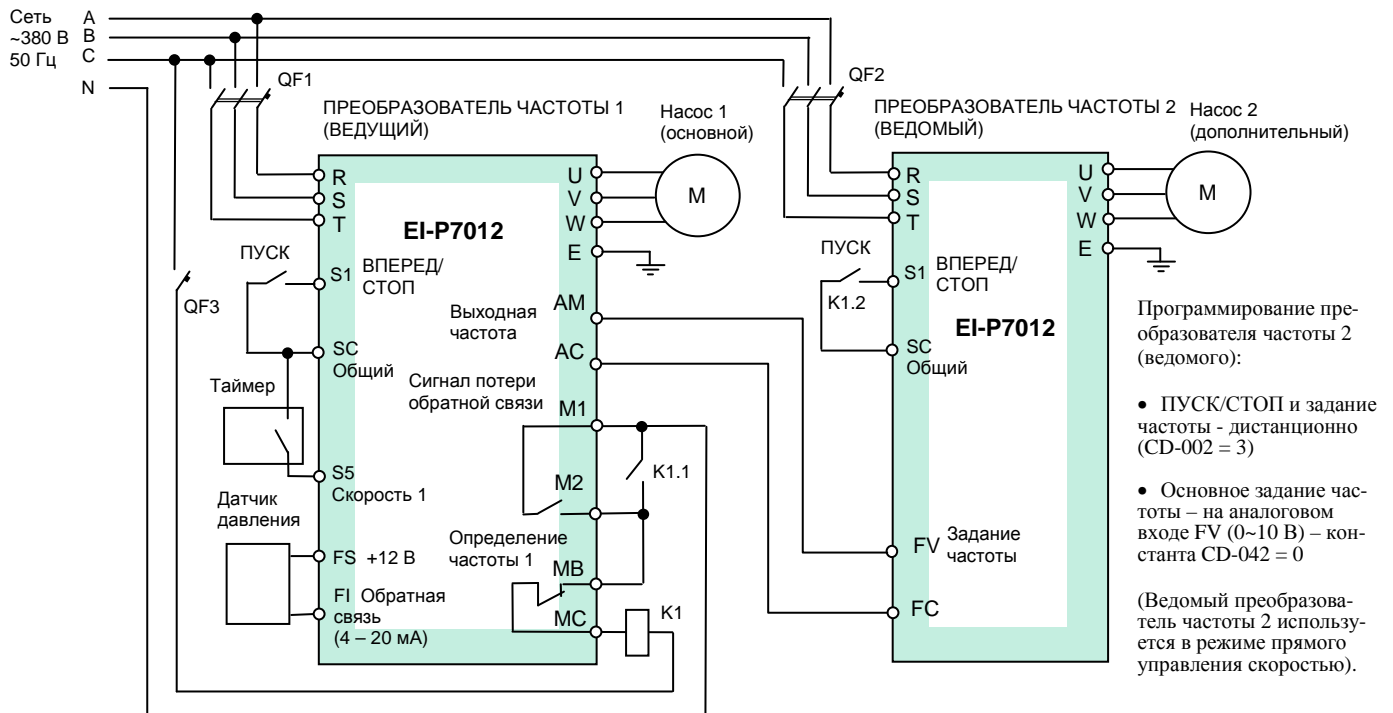 Сеть
~380 В
50 Гц
A
B
C
N
QF1
QF2
QF3
ПРЕОБРАЗОВАТЕЛЬ ЧАСТОТЫ 1
(ВЕДУЩИЙ)
Насос 1
(основной)
ПРЕОБРАЗОВАТЕЛЬ ЧАСТОТЫ 2
(ВЕДОМЫЙ)
Насос 2
(дополнительный)
R
S
T
EI-P7012
U
V
W
E
M
ПУСК
S1
ВПЕРЕД/
СТОП
SC
Общий
Таймер
S5
Скорость 1
Датчик
давления
FS +12 В
FI Обратная
связь
(4 – 20 мА)
Выходная
частота
AM
AC
Сигнал потери
обратной связи
M1
M2
K1.1
Определение
частоты 1
MB
MC
K1
R
S
T
U
V
W
E
M
ПУСК
K1.2
S1
ВПЕРЕД/
СТОП
EI-P7012
SC
Общий
FV
Задание
частоты
FC
Программирование пре-
образователя частоты 2
(ведомого):
• ПУСК/СТОП и задание
частоты - дистанционно
(CD-002 = 3)
• Основное задание час-
тоты – на аналоговом
входе FV (0~10 В) – кон-
станта CD-042 = 0
(Ведомый преобразова-
тель частоты 2 использу-
ется в режиме прямого
управления скоростью).